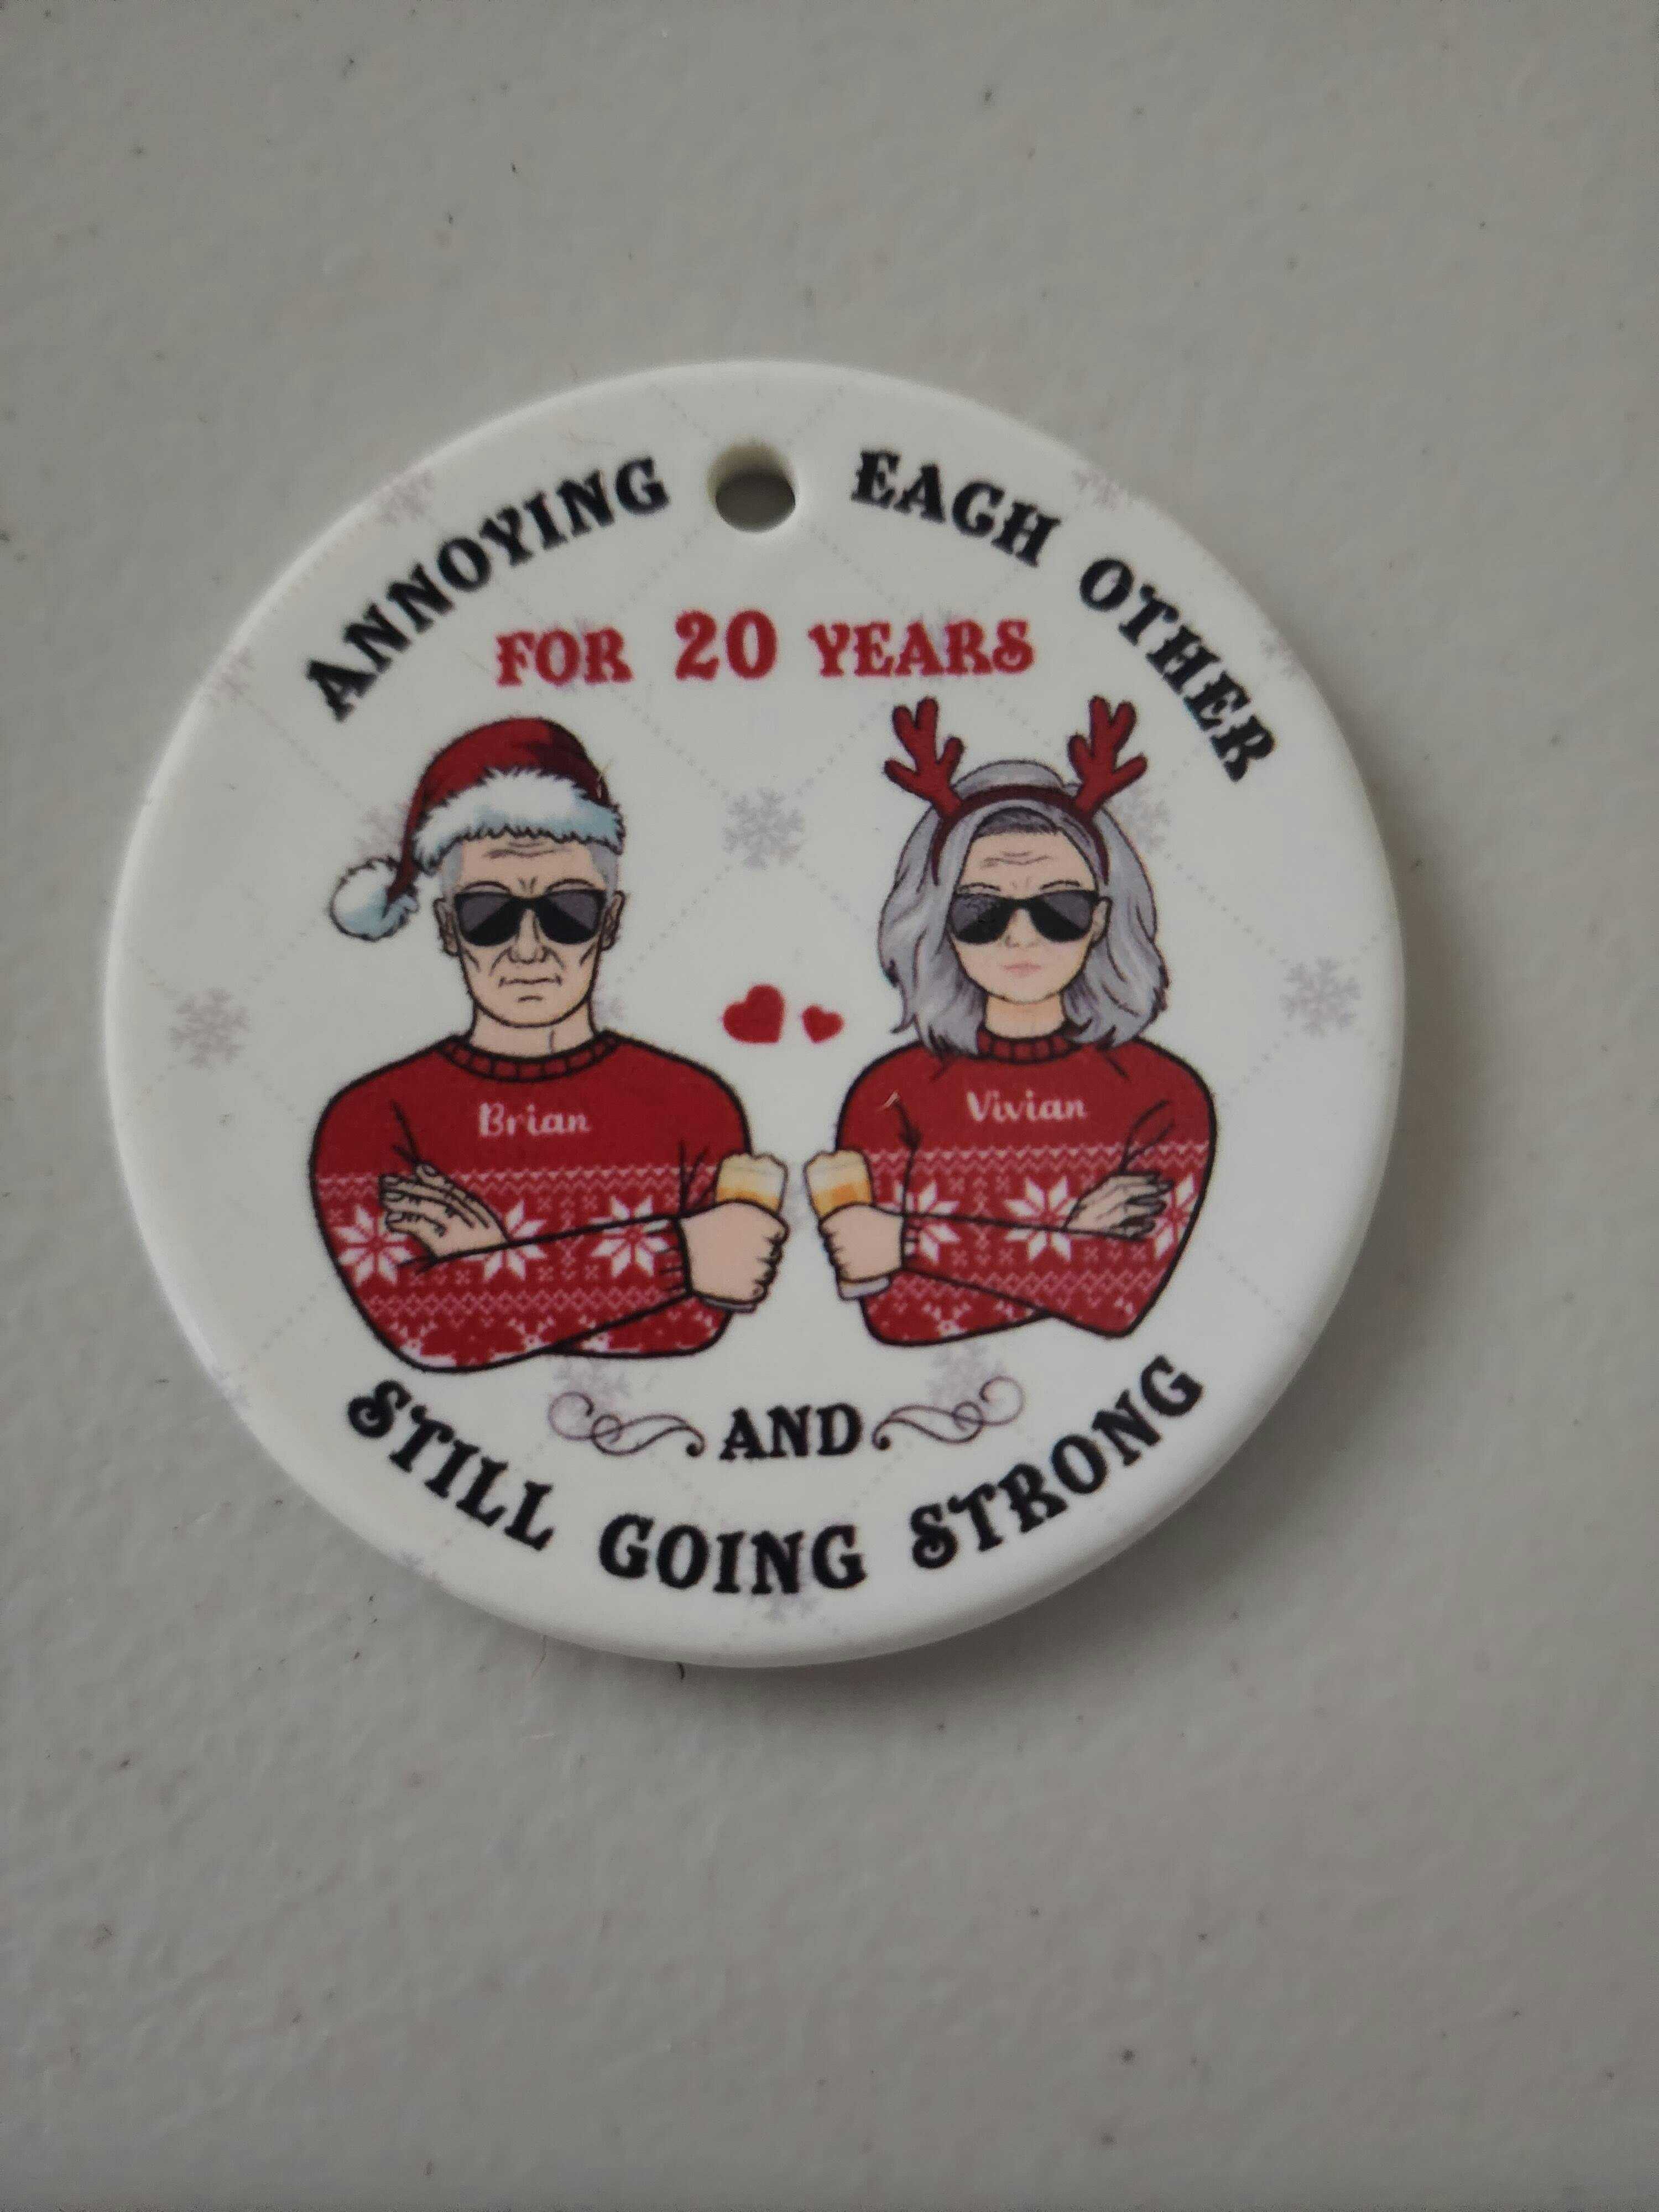 ANNOYING EACH OTHER
FOR 20 YEARS
Brian
Vivian
AND
STILL GOING STRONG